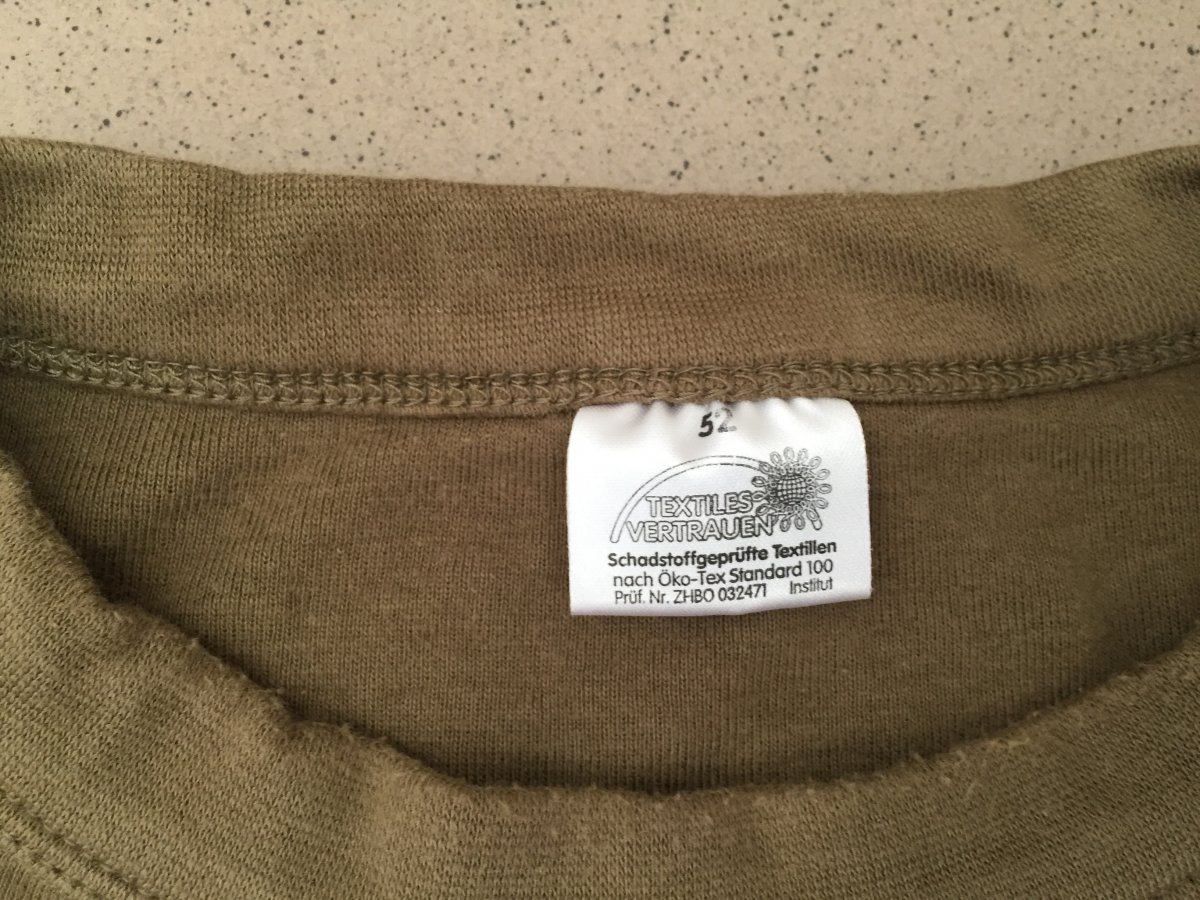 52
TEXTILES
VERTRAUEN
Schadstoffgeprüfte Textilien
nach Öko-Tex Standard 100
Prüf. Nr. ZHBO 032471 Institut